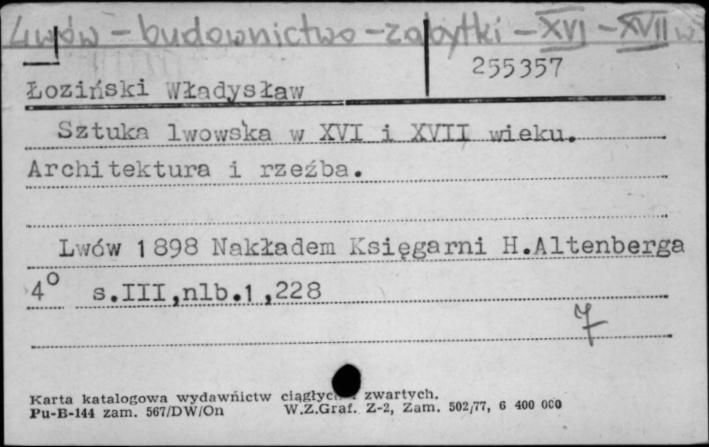 Lwów - budownictwo - zabytki - XVI - XVII w
255357
Łoziński Władysław
Sztuka lwowska w XVI i XVII wieku.
Architektura i rzeźba.
Lwów 1898 Nakładem Księgarni H.Altenberga
4° s.III,nlb.1,228
7
Karta katalogowa wydawnictw ciągłych i zwartych.
Pu-B-144 zam. 567/DW/On W.Z.Graf. Z-2, Zam. 502/77, 6 400 000